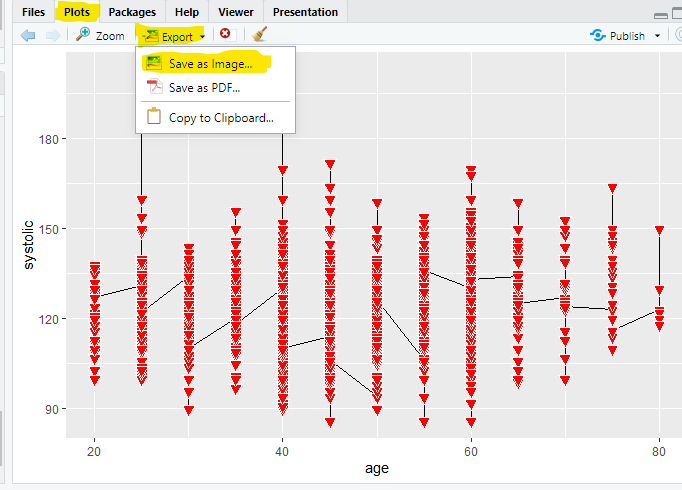 Files Plots Packages Help Viewer Presentation
Zoom Export Publish
Save as Image...
Save as PDF...
Copy to Clipboard...
180
150
120
90
systolic
20 40 60 80
age